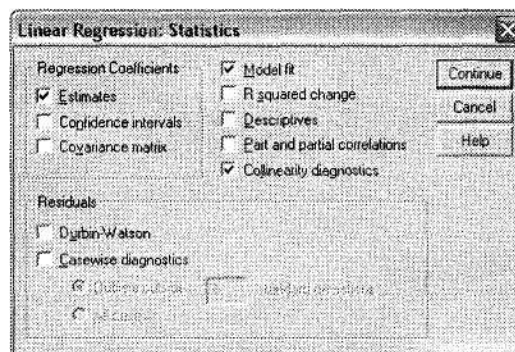 Linear Regression: Statistics
Regression Coefficients
Estimates
Confidence intervals
Covariance matrix
Model fit
R squared change
Descriptives
Part and partial correlations
Collinearity diagnostics
Continue
Cancel
Help
Residuals
Durbin-Watson
Casewise diagnostics